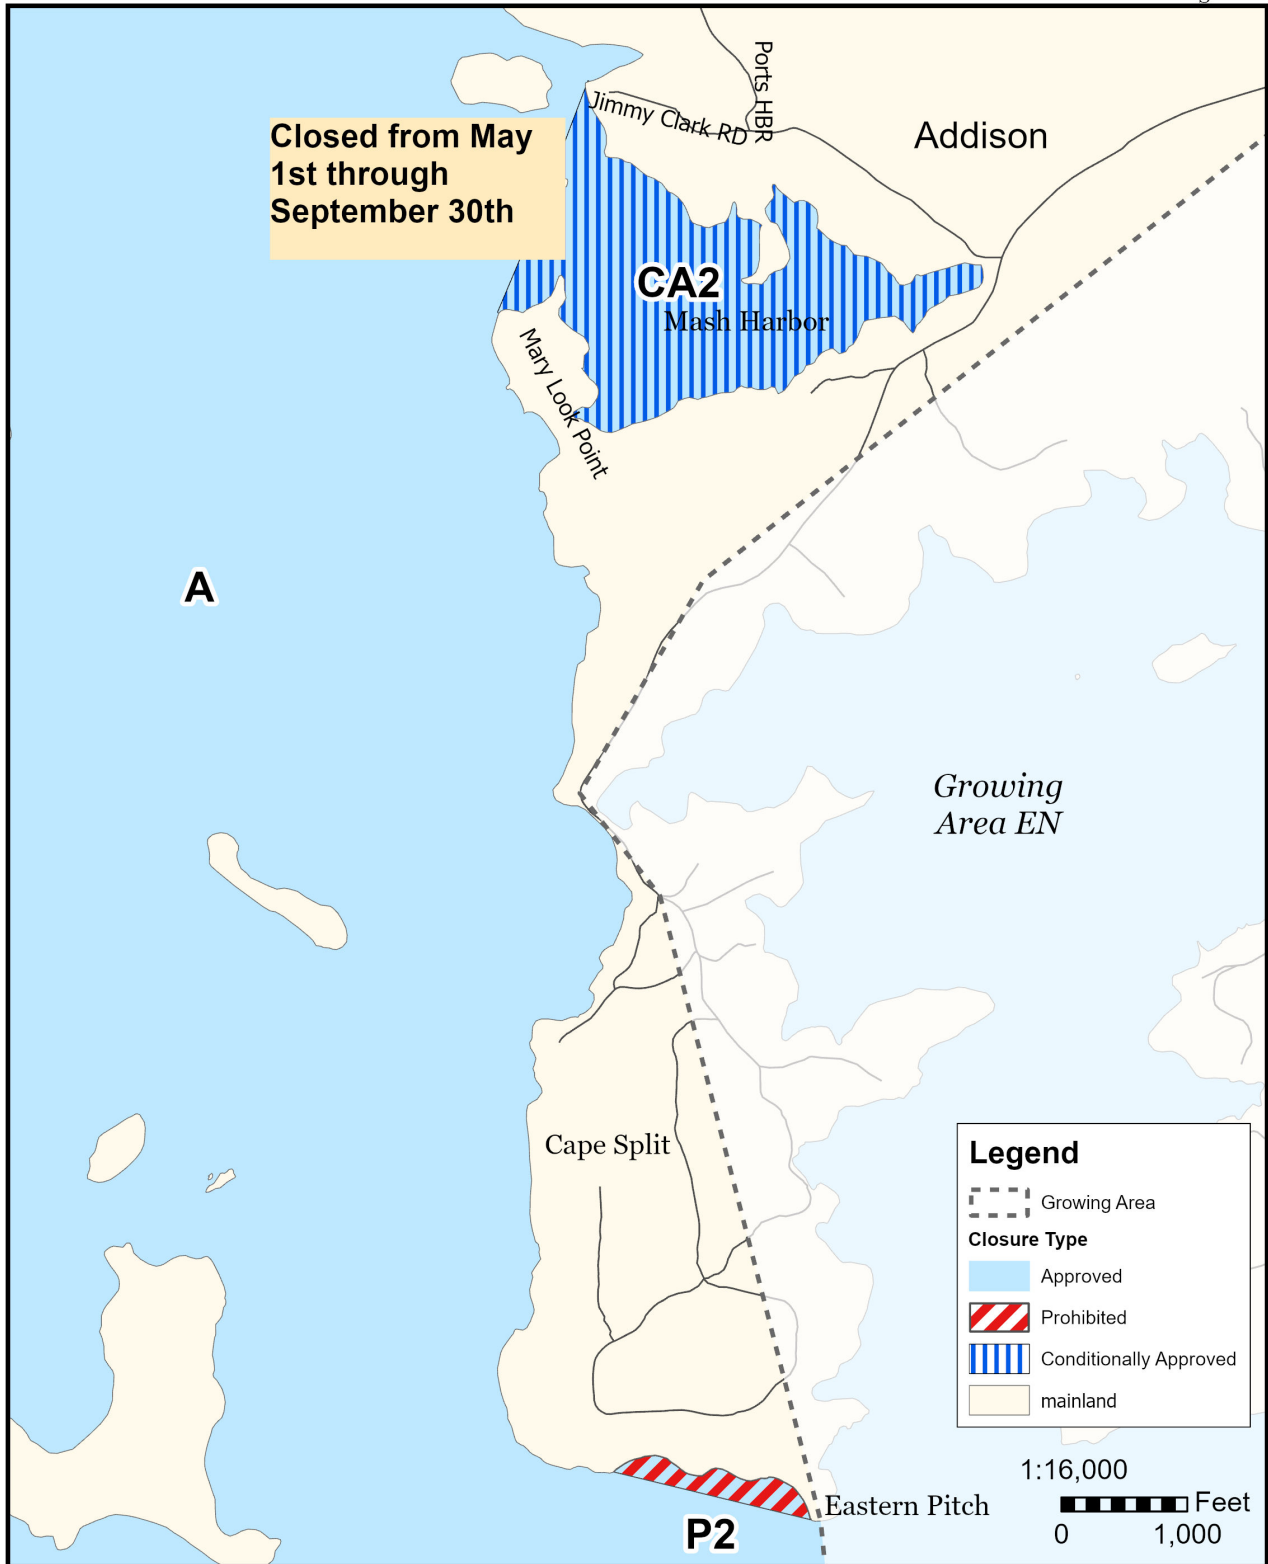 Ports HBR
Jimmy Clark RD
Addison
Closed from May
1st through
September 30th
CA2
Mash Harbor
Mary Look Point
A
Growing
Area EN
Cape Split
Legend
Growing Area
Closure Type
Approved
Prohibited
Conditionally Approved
mainland
1:16,000
Feet
0 1,000
Eastern Pitch
P2